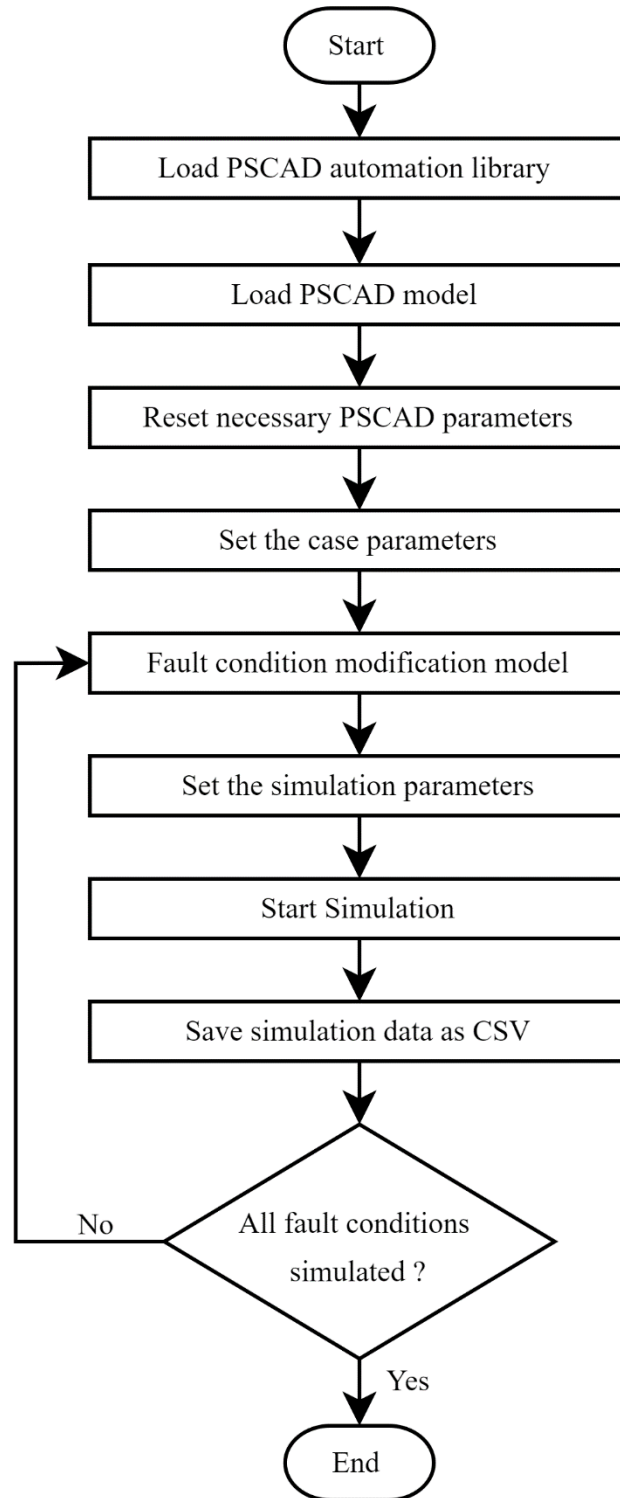 Start
Load PSCAD automation library
Load PSCAD model
Reset necessary PSCAD parameters
Set the case parameters
Fault condition modification model
Set the simulation parameters
Start Simulation
Save simulation data as CSV
No
All fault conditions
simulated ?
Yes
End